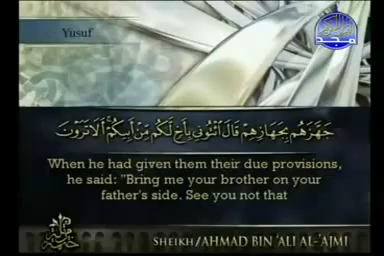 Yusuf
جَهَّزَهُم بِجَهَازِهِمْ قَالَ ائْتُونِي بِأَخٍ لَّكُم مِّنْ أَبِيكُمْ ۚ أَلَا تَرَوْنَ
When he had given them their due provisions,
he said: "Bring me your brother on your
father's side. See you not that
SHEIKH/AHMAD BIN 'ALI AL-'AJMI